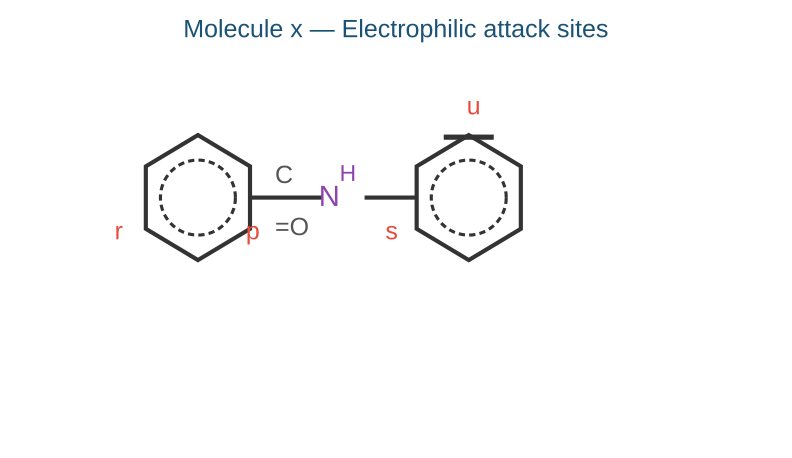 Molecule x — Electrophilic attack sites
u
C
H
N
r
p
=O
s